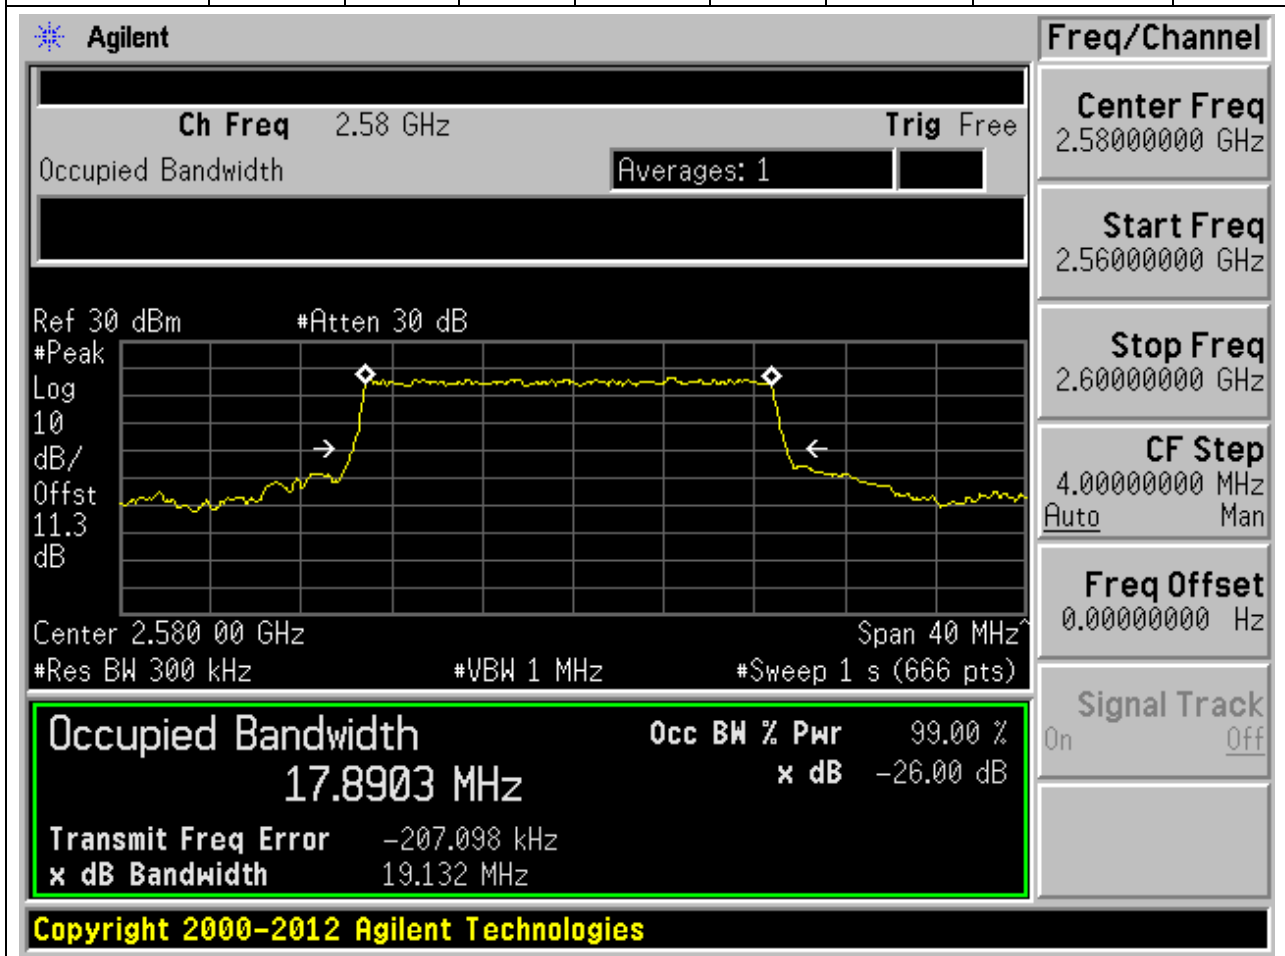 Agilent
Freq/Channel
Ch Freq 2.58 GHz Trig Free
Occupied Bandwidth Averages: 1
Center Freq
2.58000000 GHz
Start Freq
2.56000000 GHz
Stop Freq
2.60000000 GHz
CF Step
4.00000000 MHz
Auto Man
Freq Offset
0.00000000 Hz
Signal Track
On Off
Ref 30 dBm #Atten 30 dB
#Peak
Log
10
dB/
Offst
11.3
dB
Center 2.580 00 GHz Span 40 MHz^
#Res BW 300 kHz #VBW 1 MHz #Sweep 1 s (666 pts)
Occupied Bandwidth Occ BW % Pwr 99.00 %
17.8903 MHz x dB -26.00 dB
Transmit Freq Error -207.098 kHz
x dB Bandwidth 19.132 MHz
Copyright 2000-2012 Agilent Technologies